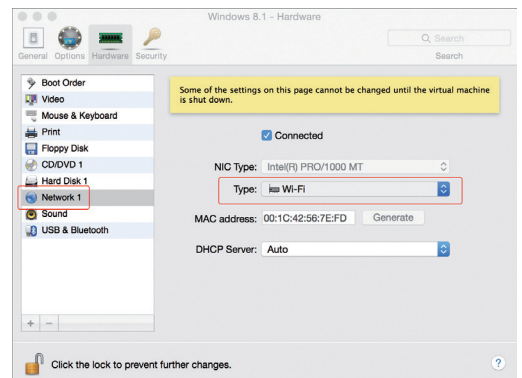 Windows 8.1 - Hardware
Search
General Options Hardware Security
Search
Boot Order
Video
Mouse & Keyboard
Print
Floppy Disk
CD/DVD 1
Hard Disk 1
Network 1
Sound
USB & Bluetooth
Some of the settings on this page cannot be changed until the virtual machine
is shut down.
Connected
NIC Type: Intel(R) PRO/1000 MT
Type: Wi-Fi
MAC address: 00:1C:42:56:7E:FD Generate
DHCP Server: Auto
+ -
Click the lock to prevent further changes.
?